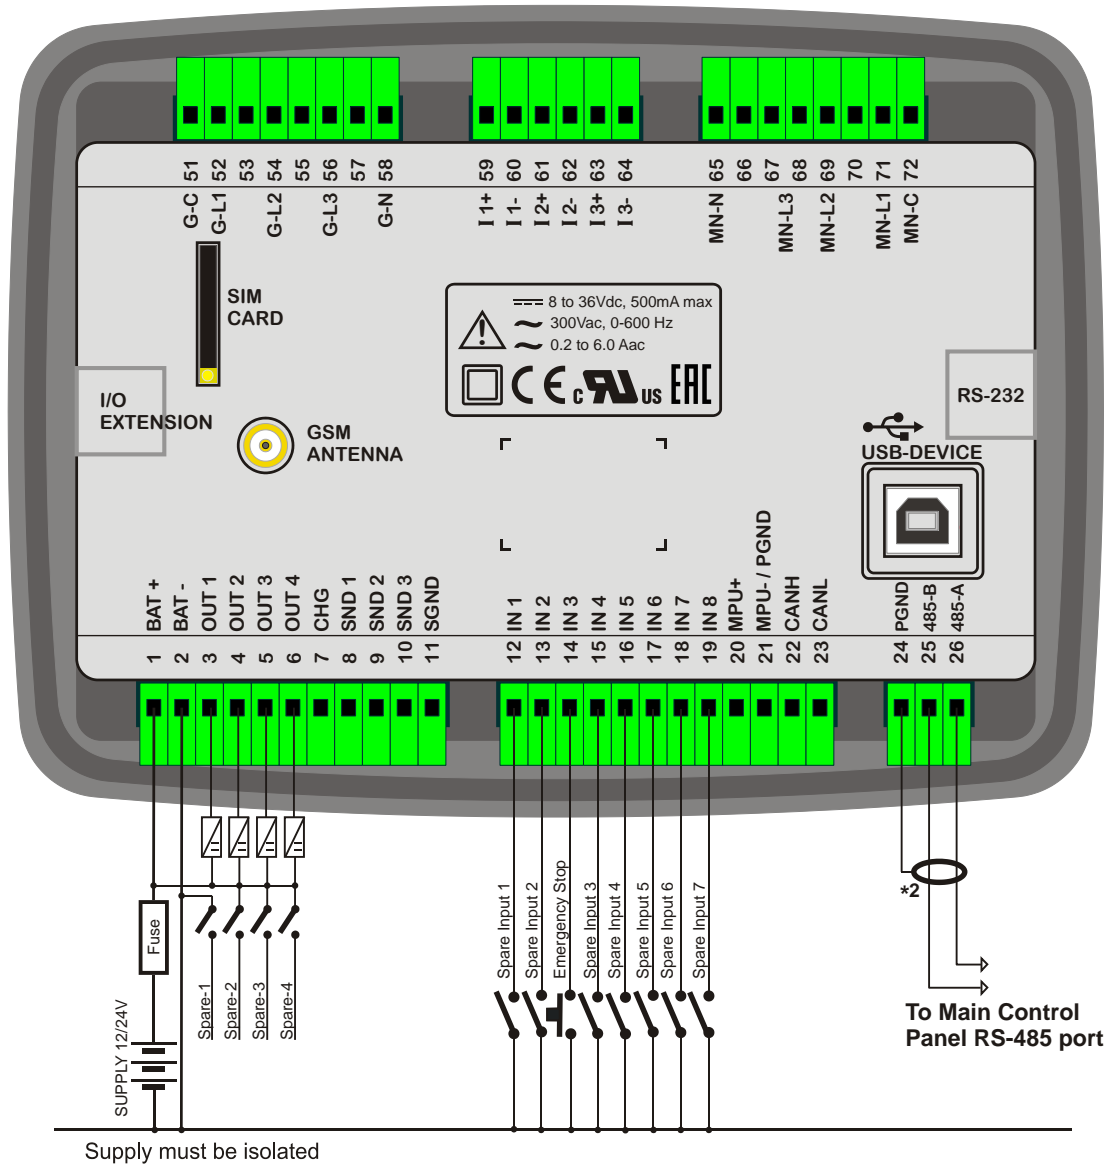 51
52
53
54
55
56
57
58
G-C
G-L1
G-L2
G-L3
G-N
59
60
61
62
63
64
I 1+
I 1-
I 2+
I 2-
I 3+
I 3-
65
66
67
68
69
70
71
72
MN-N
MN-L3
MN-L2
MN-L1
MN-C
SIM
CARD
8 to 36Vdc, 500mA max
300Vac, 0-600 Hz
0.2 to 6.0 Aac
CE c RU US EAC
I/O
EXTENSION
GSM
ANTENNA
RS-232
USB-DEVICE
BAT +
BAT -
OUT 1
OUT 2
OUT 3
OUT 4
CHG
SND 1
SND 2
SND 3
SGND
1
2
3
4
5
6
7
8
9
10
11
IN 1
IN 2
IN 3
IN 4
IN 5
IN 6
IN 7
IN 8
MPU+
MPU- / PGND
CANH
CANL
12
13
14
15
16
17
18
19
20
21
22
23
PGND
485-B
485-A
24
25
26
Fuse
SUPPLY 12/24V
Spare-1
Spare-2
Spare-3
Spare-4
Spare Input 1
Spare Input 2
Emergency Stop
Spare Input 3
Spare Input 4
Spare Input 5
Spare Input 6
Spare Input 7
*2
To Main Control
Panel RS-485 port
Supply must be isolated